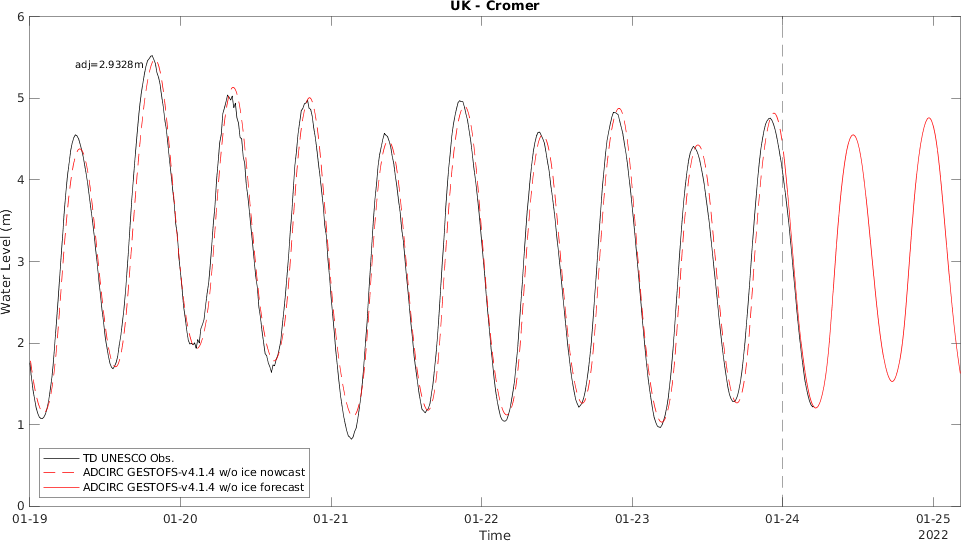 UK - Cromer
adj=2.9328m
6
5
4
3
2
1
0
Water Level (m)
TD UNESCO Obs.
ADCIRC GESTOFS-v4.1.4 w/o ice nowcast
ADCIRC GESTOFS-v4.1.4 w/o ice forecast
01-19 01-20 01-21 01-22 01-23 01-24 01-25
Time
2022